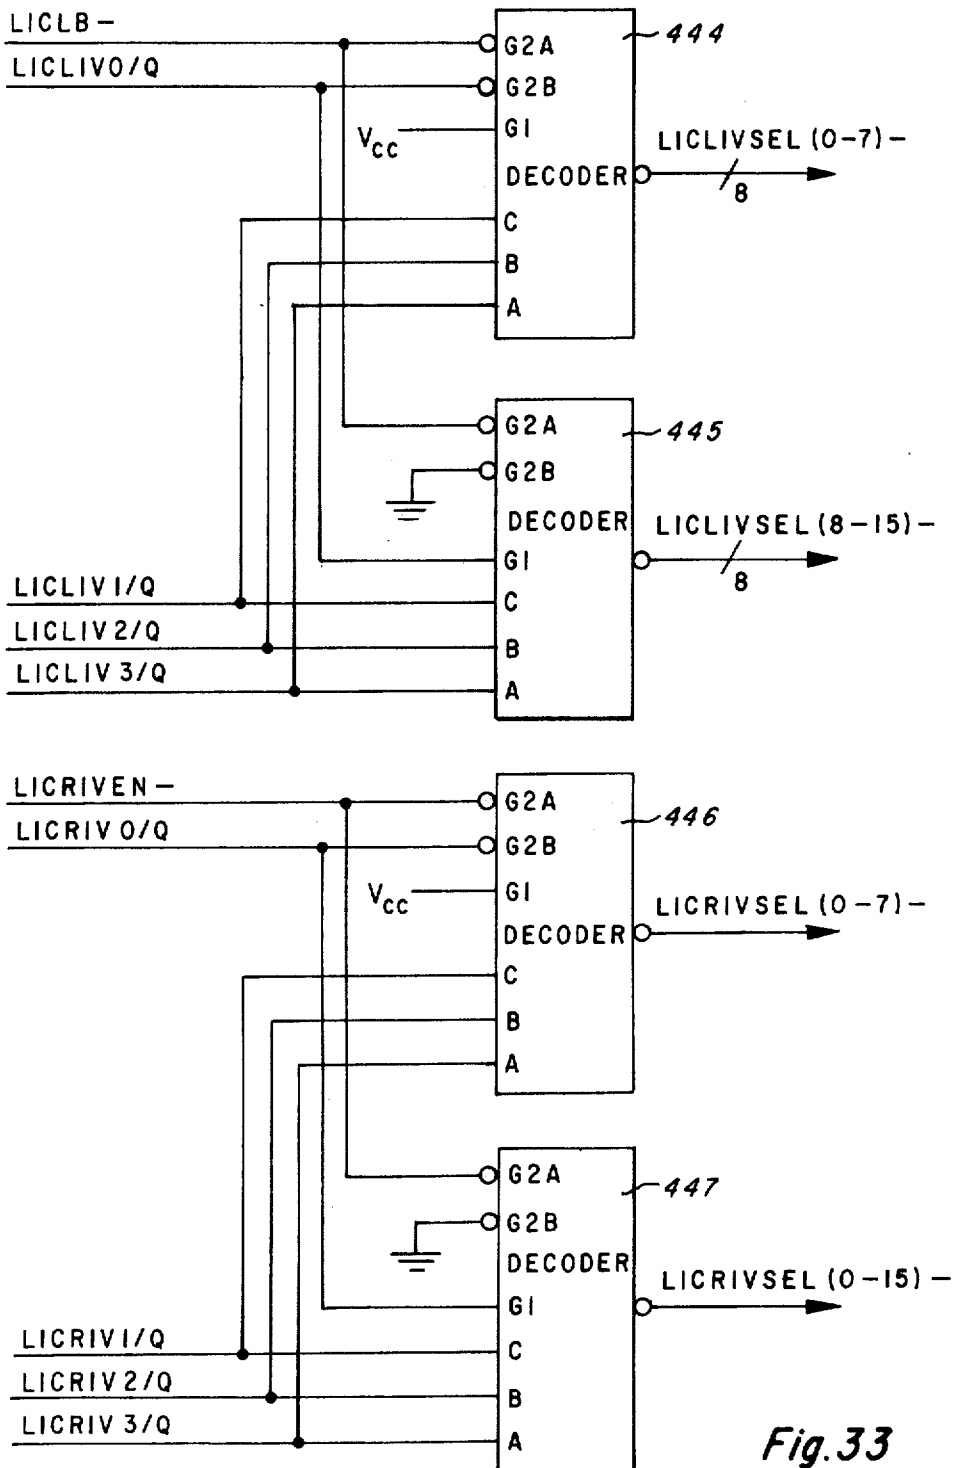 LICLB-
LICLIV0/Q
G2A
G2B
VCC
G1
DECODER
C
B
A
444
LICLIVSEL (0-7)-
8
G2A
G2B
DECODER
G1
C
B
A
445
LICLIVSEL (8-15)-
8
LICLIV1/Q
LICLIV2/Q
LICLIV3/Q
LICRIVEN-
LICRIV0/Q
G2A
G2B
VCC
G1
DECODER
C
B
A
446
LICRIVSEL (0-7)-
G2A
G2B
DECODER
G1
C
B
A
447
LICRIVSEL (0-15)-
LICRIV1/Q
LICRIV2/Q
LICRIV3/Q
Fig.33